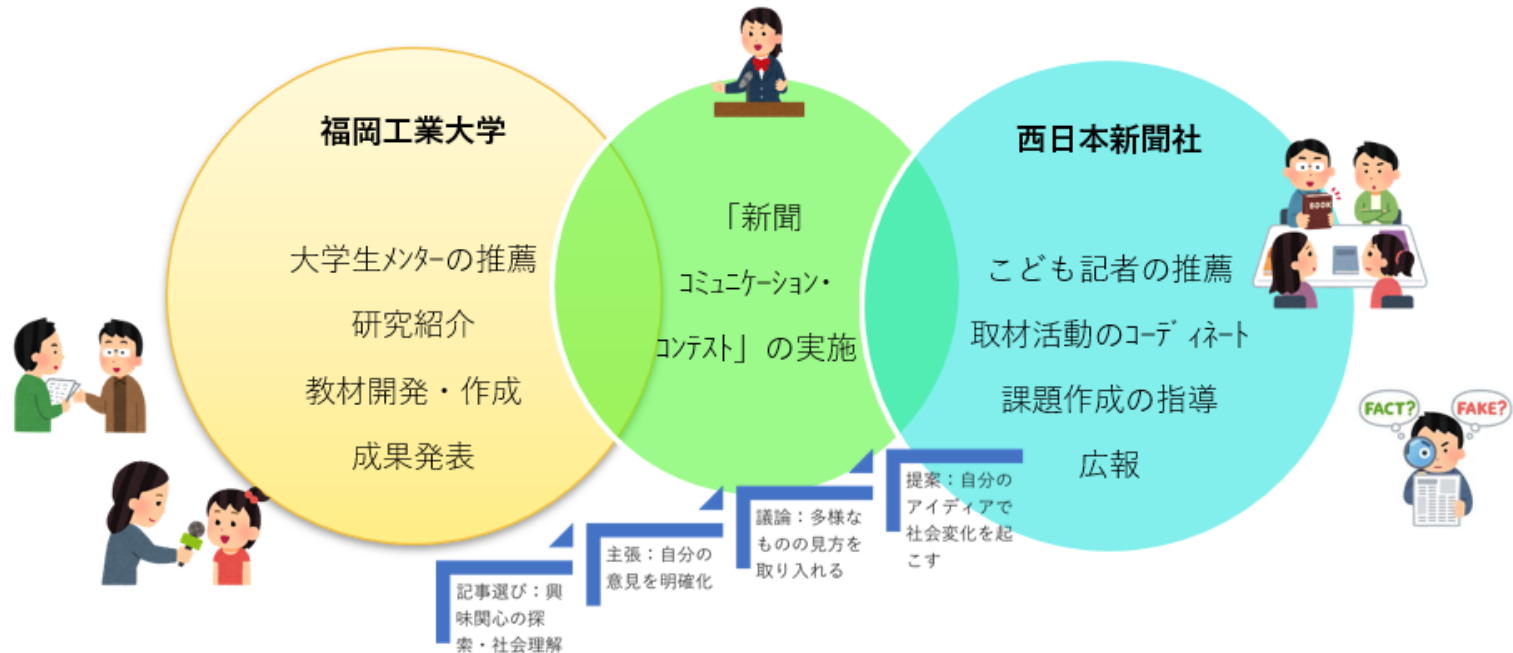 福岡工業大学
大学生ﾒﾝﾀｰの推薦
研究紹介
教材開発・作成
成果発表
「新聞
ｺﾐｭﾆｹｰｼｮﾝ・
ｺﾝﾃｽﾄ」の実施
西日本新聞社
こども記者の推薦
取材活動のｺｰﾃﾞｨﾈｰﾄ
課題作成の指導
広報
BOOK
FACT?
FAKE?
記事選び：興
味関心の探
索・社会理解
主張：自分の
意見を明確化
議論：多様な
ものの見方を
取り入れる
提案：自分の
アイディアで
社会変化を起
こす